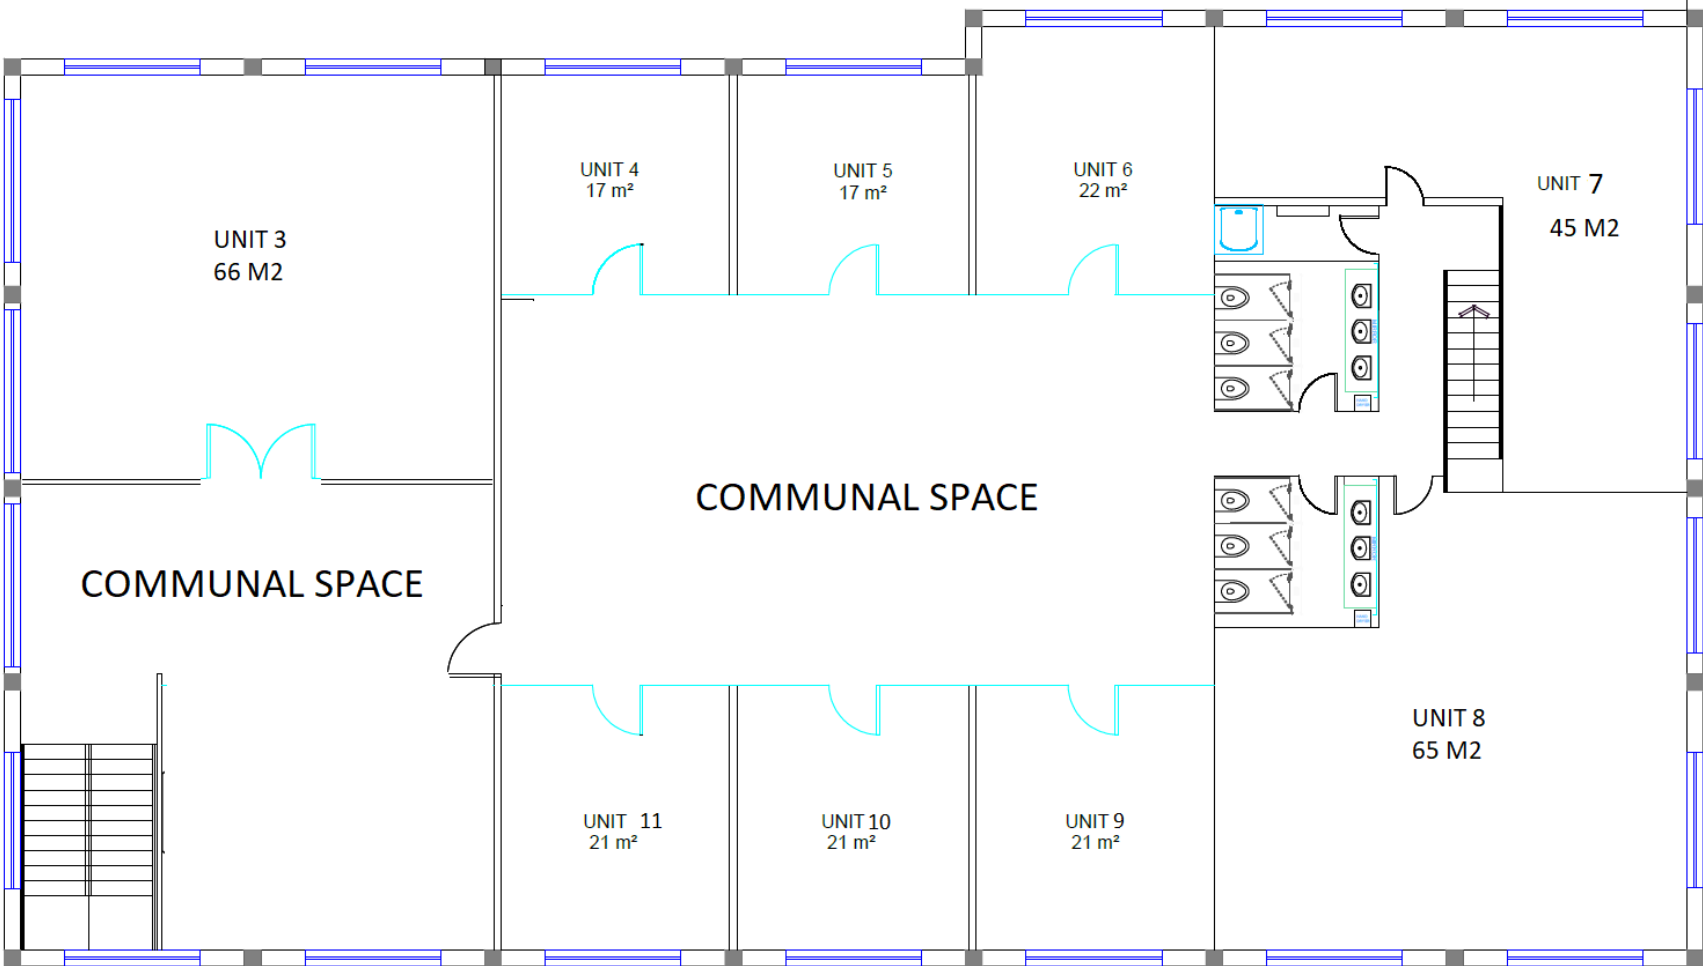 UNIT 3
66 M2
UNIT 4
17 m²
UNIT 5
17 m²
UNIT 6
22 m²
UNIT 7
45 M2
COMMUNAL SPACE
COMMUNAL SPACE
UNIT 8
65 M2
UNIT 11
21 m²
UNIT 10
21 m²
UNIT 9
21 m²